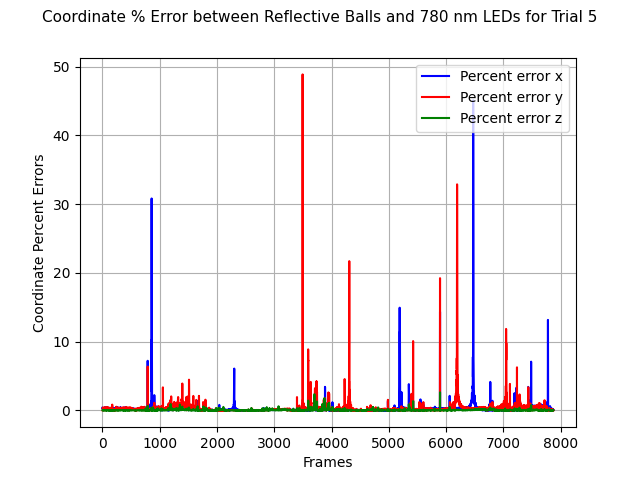 Coordinate % Error between Reflective Balls and 780 nm LEDs for Trial 5
50
40
30
20
10
0
Coordinate Percent Errors
Percent error x
Percent error y
Percent error z
0 1000 2000 3000 4000 5000 6000 7000 8000
Frames